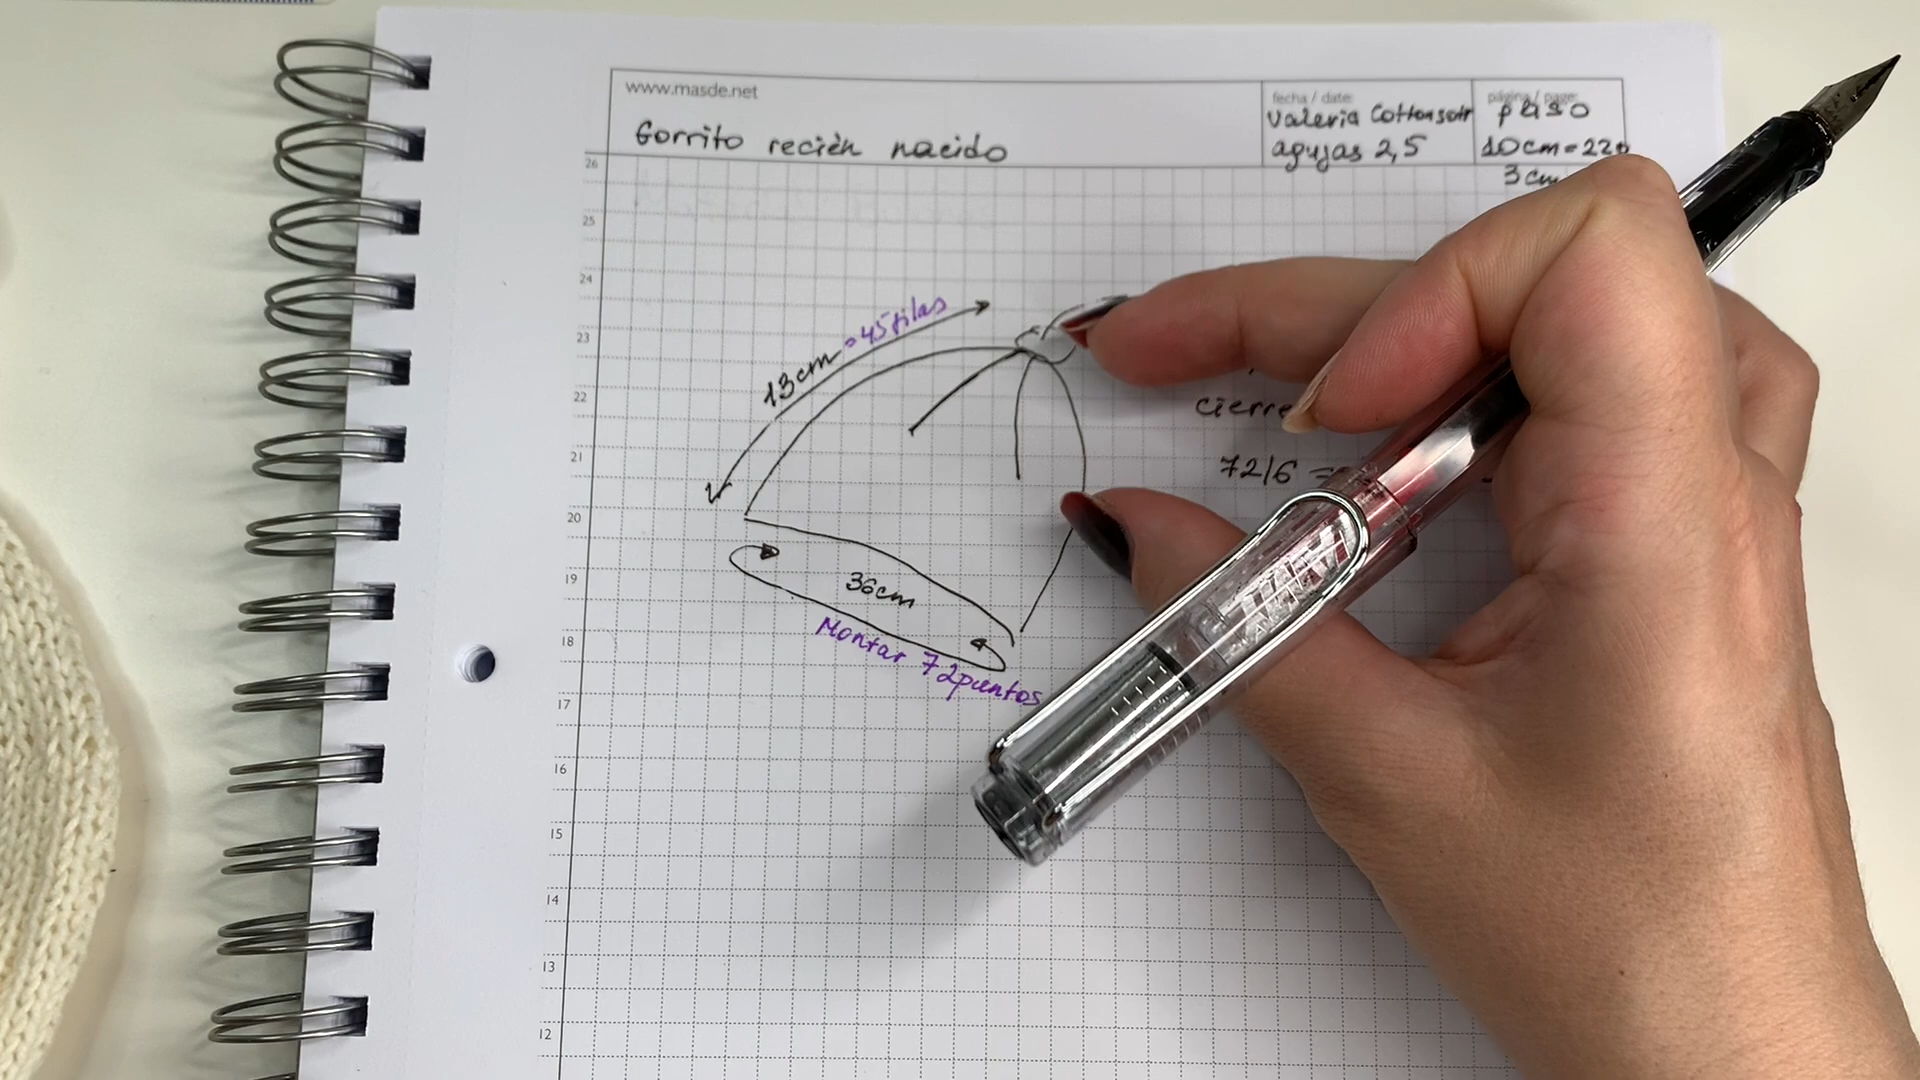 www.masde.net
fecha / date:
página / page:
Gorrito recién nacido
Valeria
agujas 2,5
10cm=22
3cm
26
25
24
23
22
21
20
19
18
17
16
15
14
13
12
13cm = 45filas
36cm
Montar 72puntos
cierre
72/6 =